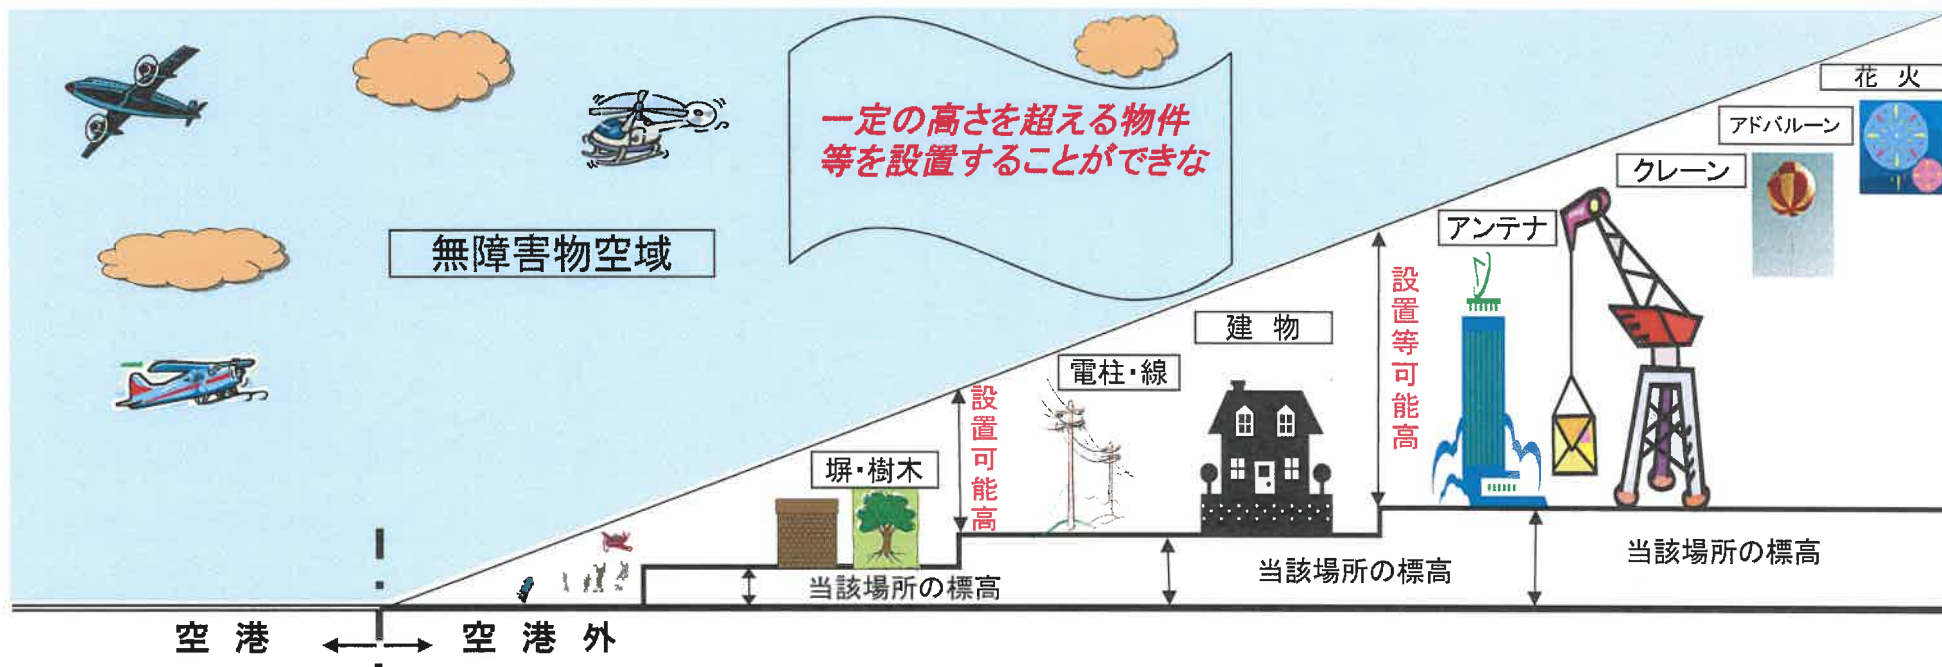 一定の高さを超える物件
等を設置することができな
無障害物空域
花 火
アドバルーン
クレーン
アンテナ
設置等可能高
建 物
電柱・線
設置可能高
塀・樹木
当該場所の標高
当該場所の標高
当該場所の標高
空 港
空 港 外